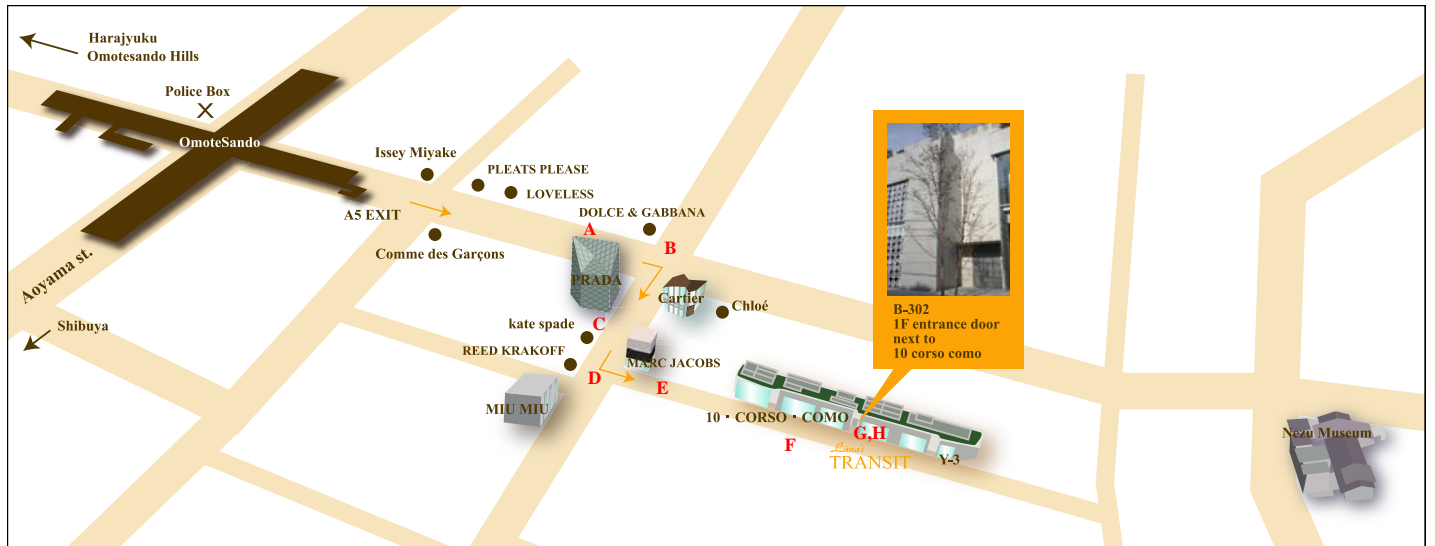 Harajyuku
Omotesando Hills
Police Box
OmoteSando
Issey Miyake
PLEATS PLEASE
LOVELESS
A5 EXIT
DOLCE & GABBANA
A
B
Comme des Garçons
Aoyama st.
PRADA
Cartier
Chloé
Shibuya
kate spade
C
REED KRAKOFF
MARC JACOBS
D
E
MIU MIU
B-302
1F entrance door
next to
10 corso como
10・CORSO・COMO
G,H
F
Lánai
TRANSIT
Y-3
Nezu Museum